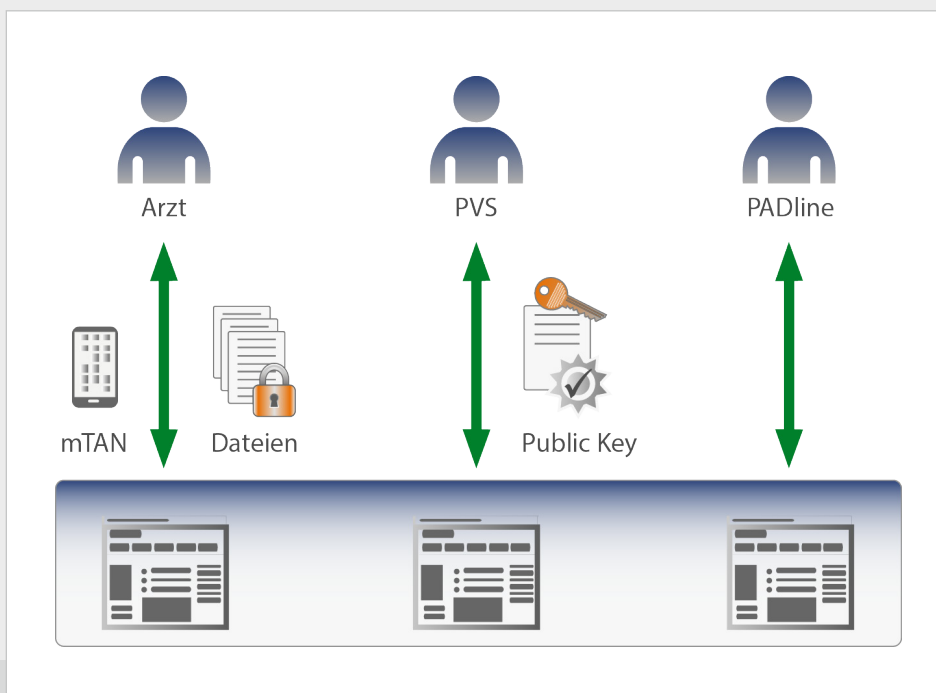 Arzt
PVS
PADline
mTAN
Dateien
Public Key